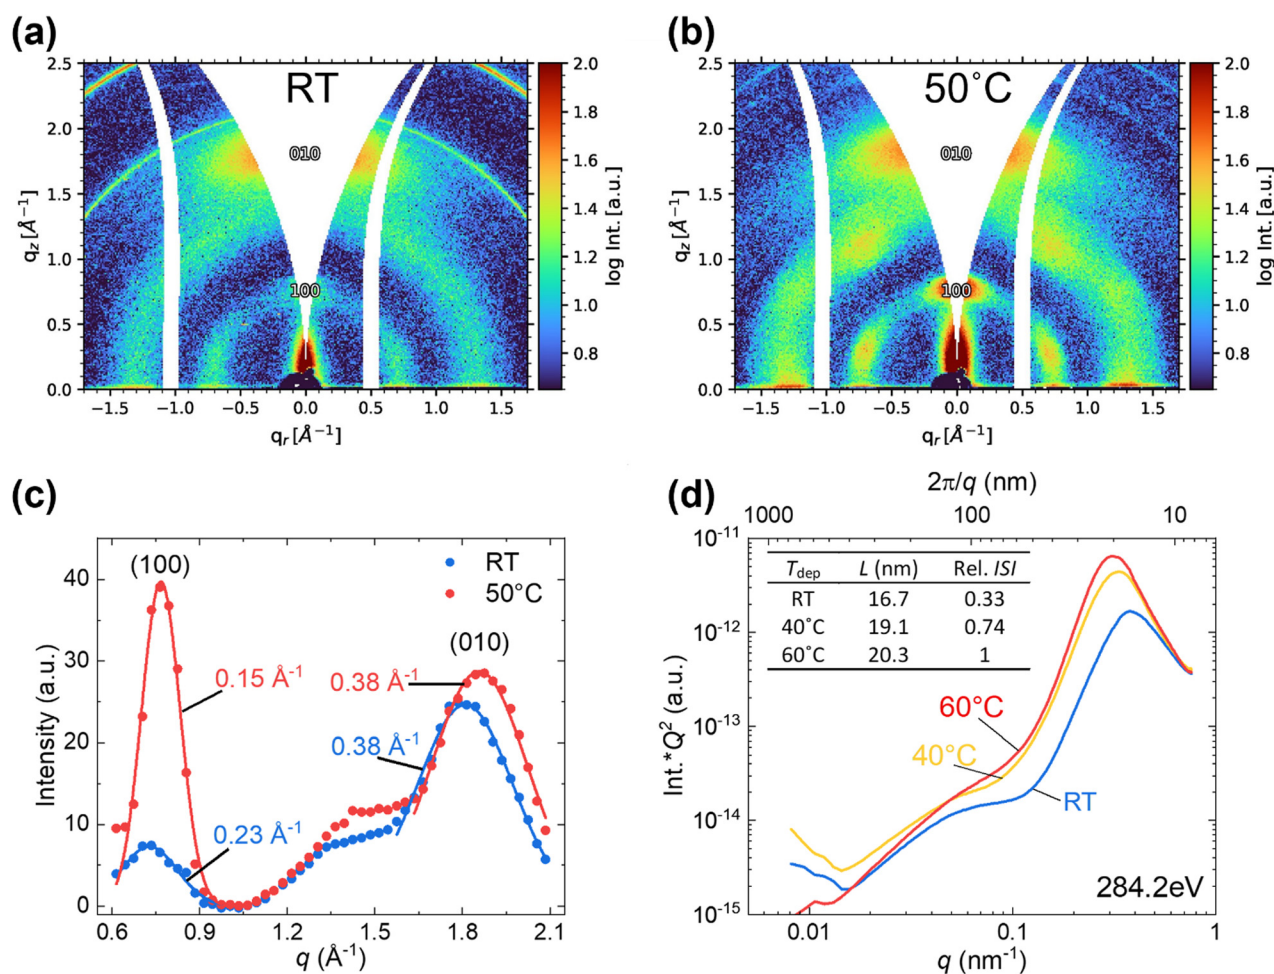 (a)
RT
010
100
2.5
2.0
1.5
1.0
0.5
0.0
q_z [Å⁻¹]
−1.5 −1.0 −0.5 0.0 0.5 1.0 1.5
q_r [Å⁻¹]
2.0
1.8
1.6
1.4
1.2
1.0
0.8
log Int. [a.u.]
(b)
50°C
010
100
2.5
2.0
1.5
1.0
0.5
0.0
q_z [Å⁻¹]
−1.5 −1.0 −0.5 0.0 0.5 1.0 1.5
q_r [Å⁻¹]
2.0
1.8
1.6
1.4
1.2
1.0
0.8
log Int. [a.u.]
(c)
(100)
RT
50°C
(010)
0.15 Å⁻¹
0.38 Å⁻¹
0.38 Å⁻¹
0.23 Å⁻¹
40
30
20
10
0
Intensity (a.u.)
0.6 0.9 1.2 1.5 1.8 2.1
q (Å⁻¹)
(d)
2π/q (nm)
1000 100 10
10⁻¹¹
10⁻¹²
10⁻¹³
10⁻¹⁴
10⁻¹⁵
Int.*Q² (a.u.)
T_dep L (nm) Rel. ISI
RT 16.7 0.33
40°C 19.1 0.74
60°C 20.3 1
60°C
40°C
RT
284.2eV
0.01 0.1 1
q (nm⁻¹)